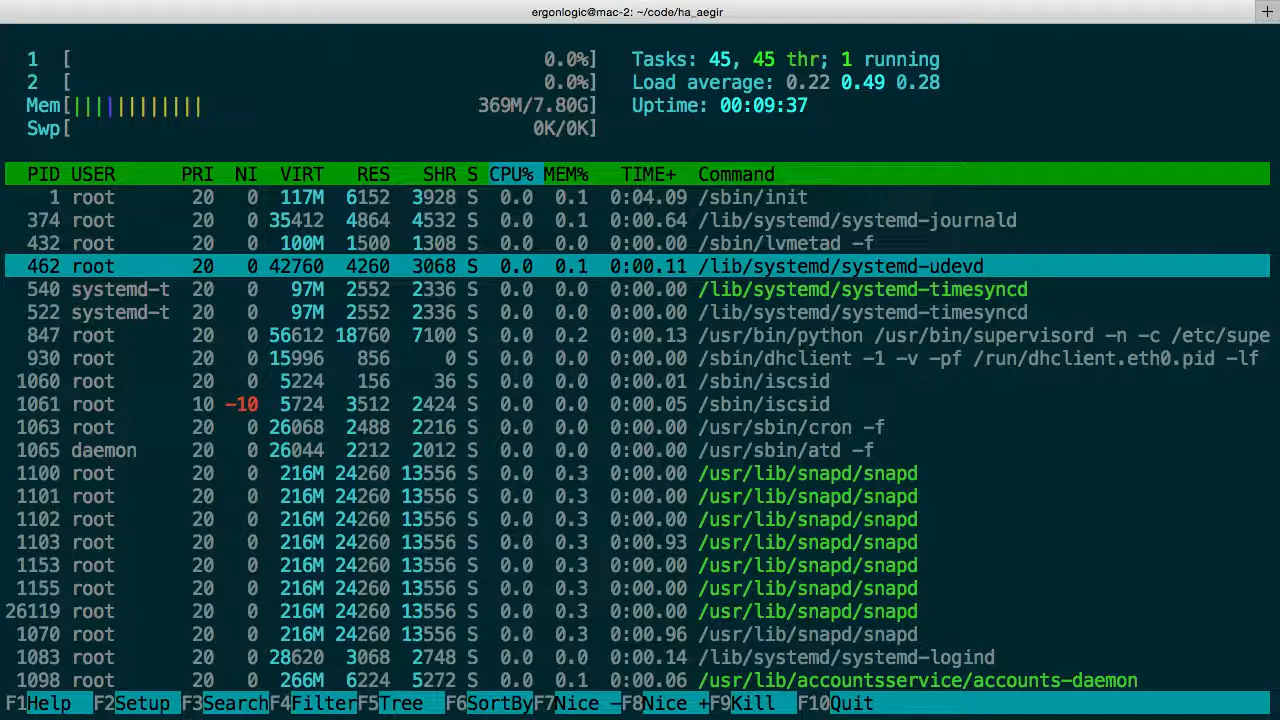 ergonlogic@mac-2: ~/code/ha_aegir +
1 [ 0.0%] Tasks: 45, 45 thr; 1 running
2 [ 0.0%] Load average: 0.22 0.49 0.28
Mem[||||||||||||  369M/7.80G] Uptime: 00:09:37
Swp[ 0K/0K]
PID USER PRI NI VIRT RES SHR S CPU% MEM% TIME+ Command
1 root 20 0 117M 6152 3928 S 0.0 0.1 0:04.09 /sbin/init
374 root 20 0 35412 4864 4532 S 0.0 0.1 0:00.64 /lib/systemd/systemd-journald
432 root 20 0 100M 1500 1308 S 0.0 0.0 0:00.00 /sbin/lvmetad -f
462 root 20 0 42760 4260 3068 S 0.0 0.1 0:00.11 /lib/systemd/systemd-udevd
540 systemd-t 20 0 97M 2552 2336 S 0.0 0.0 0:00.00 /lib/systemd/systemd-timesyncd
522 systemd-t 20 0 97M 2552 2336 S 0.0 0.0 0:00.00 /lib/systemd/systemd-timesyncd
847 root 20 0 56612 18760 7100 S 0.0 0.2 0:00.13 /usr/bin/python /usr/bin/supervisord -n -c /etc/supe
930 root 20 0 15996 856 0 S 0.0 0.0 0:00.00 /sbin/dhclient -1 -v -pf /run/dhclient.eth0.pid -lf
1060 root 20 0 5224 156 36 S 0.0 0.0 0:00.01 /sbin/iscsid
1061 root 10 -10 5724 3512 2424 S 0.0 0.0 0:00.05 /sbin/iscsid
1063 root 20 0 26068 2488 2216 S 0.0 0.0 0:00.00 /usr/sbin/cron -f
1065 daemon 20 0 26044 2212 2012 S 0.0 0.0 0:00.00 /usr/sbin/atd -f
1100 root 20 0 216M 24260 13556 S 0.0 0.3 0:00.00 /usr/lib/snapd/snapd
1101 root 20 0 216M 24260 13556 S 0.0 0.3 0:00.00 /usr/lib/snapd/snapd
1102 root 20 0 216M 24260 13556 S 0.0 0.3 0:00.00 /usr/lib/snapd/snapd
1103 root 20 0 216M 24260 13556 S 0.0 0.3 0:00.93 /usr/lib/snapd/snapd
1153 root 20 0 216M 24260 13556 S 0.0 0.3 0:00.00 /usr/lib/snapd/snapd
1155 root 20 0 216M 24260 13556 S 0.0 0.3 0:00.00 /usr/lib/snapd/snapd
26119 root 20 0 216M 24260 13556 S 0.0 0.3 0:00.00 /usr/lib/snapd/snapd
1070 root 20 0 216M 24260 13556 S 0.0 0.3 0:00.96 /usr/lib/snapd/snapd
1083 root 20 0 28620 3068 2748 S 0.0 0.0 0:00.14 /lib/systemd/systemd-logind
1098 root 20 0 266M 6224 5272 S 0.0 0.1 0:00.06 /usr/lib/accountsservice/accounts-daemon
F1Help F2Setup F3SearchF4FilterF5Tree F6SortByF7Nice -F8Nice +F9Kill F10Quit